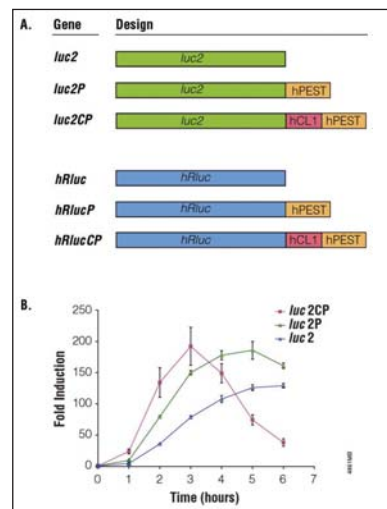 A. Gene Design
luc2 luc2
luc2P luc2 hPEST
luc2CP luc2 hCL1 hPEST
hRluc hRluc
hRlucP hRluc hPEST
hRlucCP hRluc hCL1 hPEST
B.
luc2CP
luc2P
luc2
Fold Induction
250
200
150
100
50
0
0 1 2 3 4 5 6 7
Time (hours)